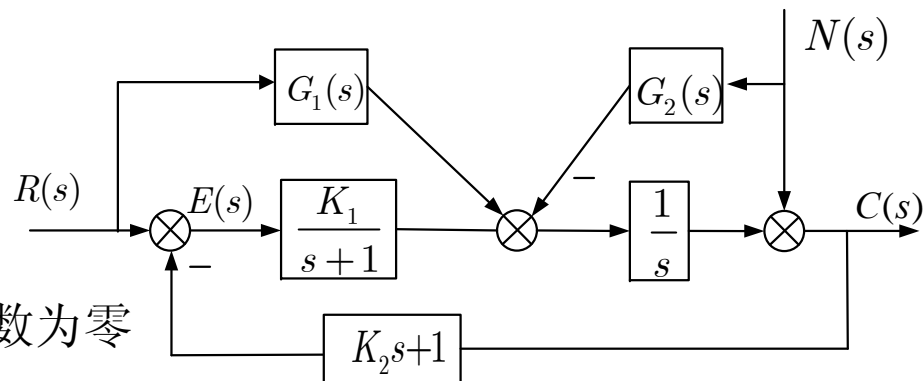 N(s)
G₁(s)
G₂(s)
−
R(s)
E(s)
K₁
s+1
1
s
C(s)
−
数为零
K₂s+1